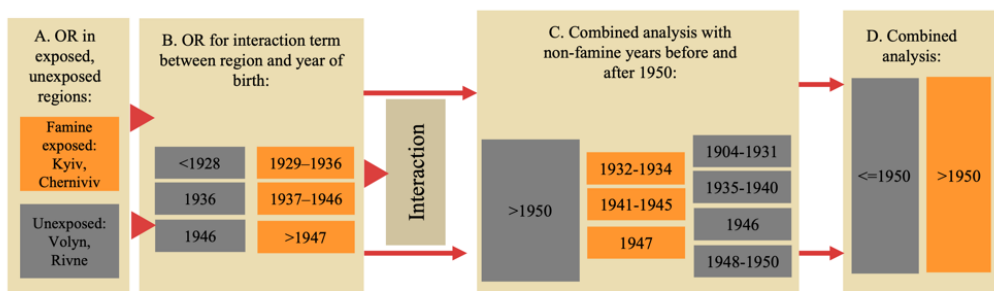 A. OR in
exposed,
unexposed
regions:
Famine
exposed:
Kyiv,
Cherniviv
Unexposed:
Volyn,
Rivne
B. OR for interaction term
between region and year of
birth:
<1928
1929–1936
1936
1937–1946
1946
>1947
Interaction
C. Combined analysis with
non-famine years before and
after 1950:
>1950
1932-1934
1941-1945
1947
1904-1931
1935-1940
1946
1948-1950
D. Combined
analysis:
<=1950
>1950